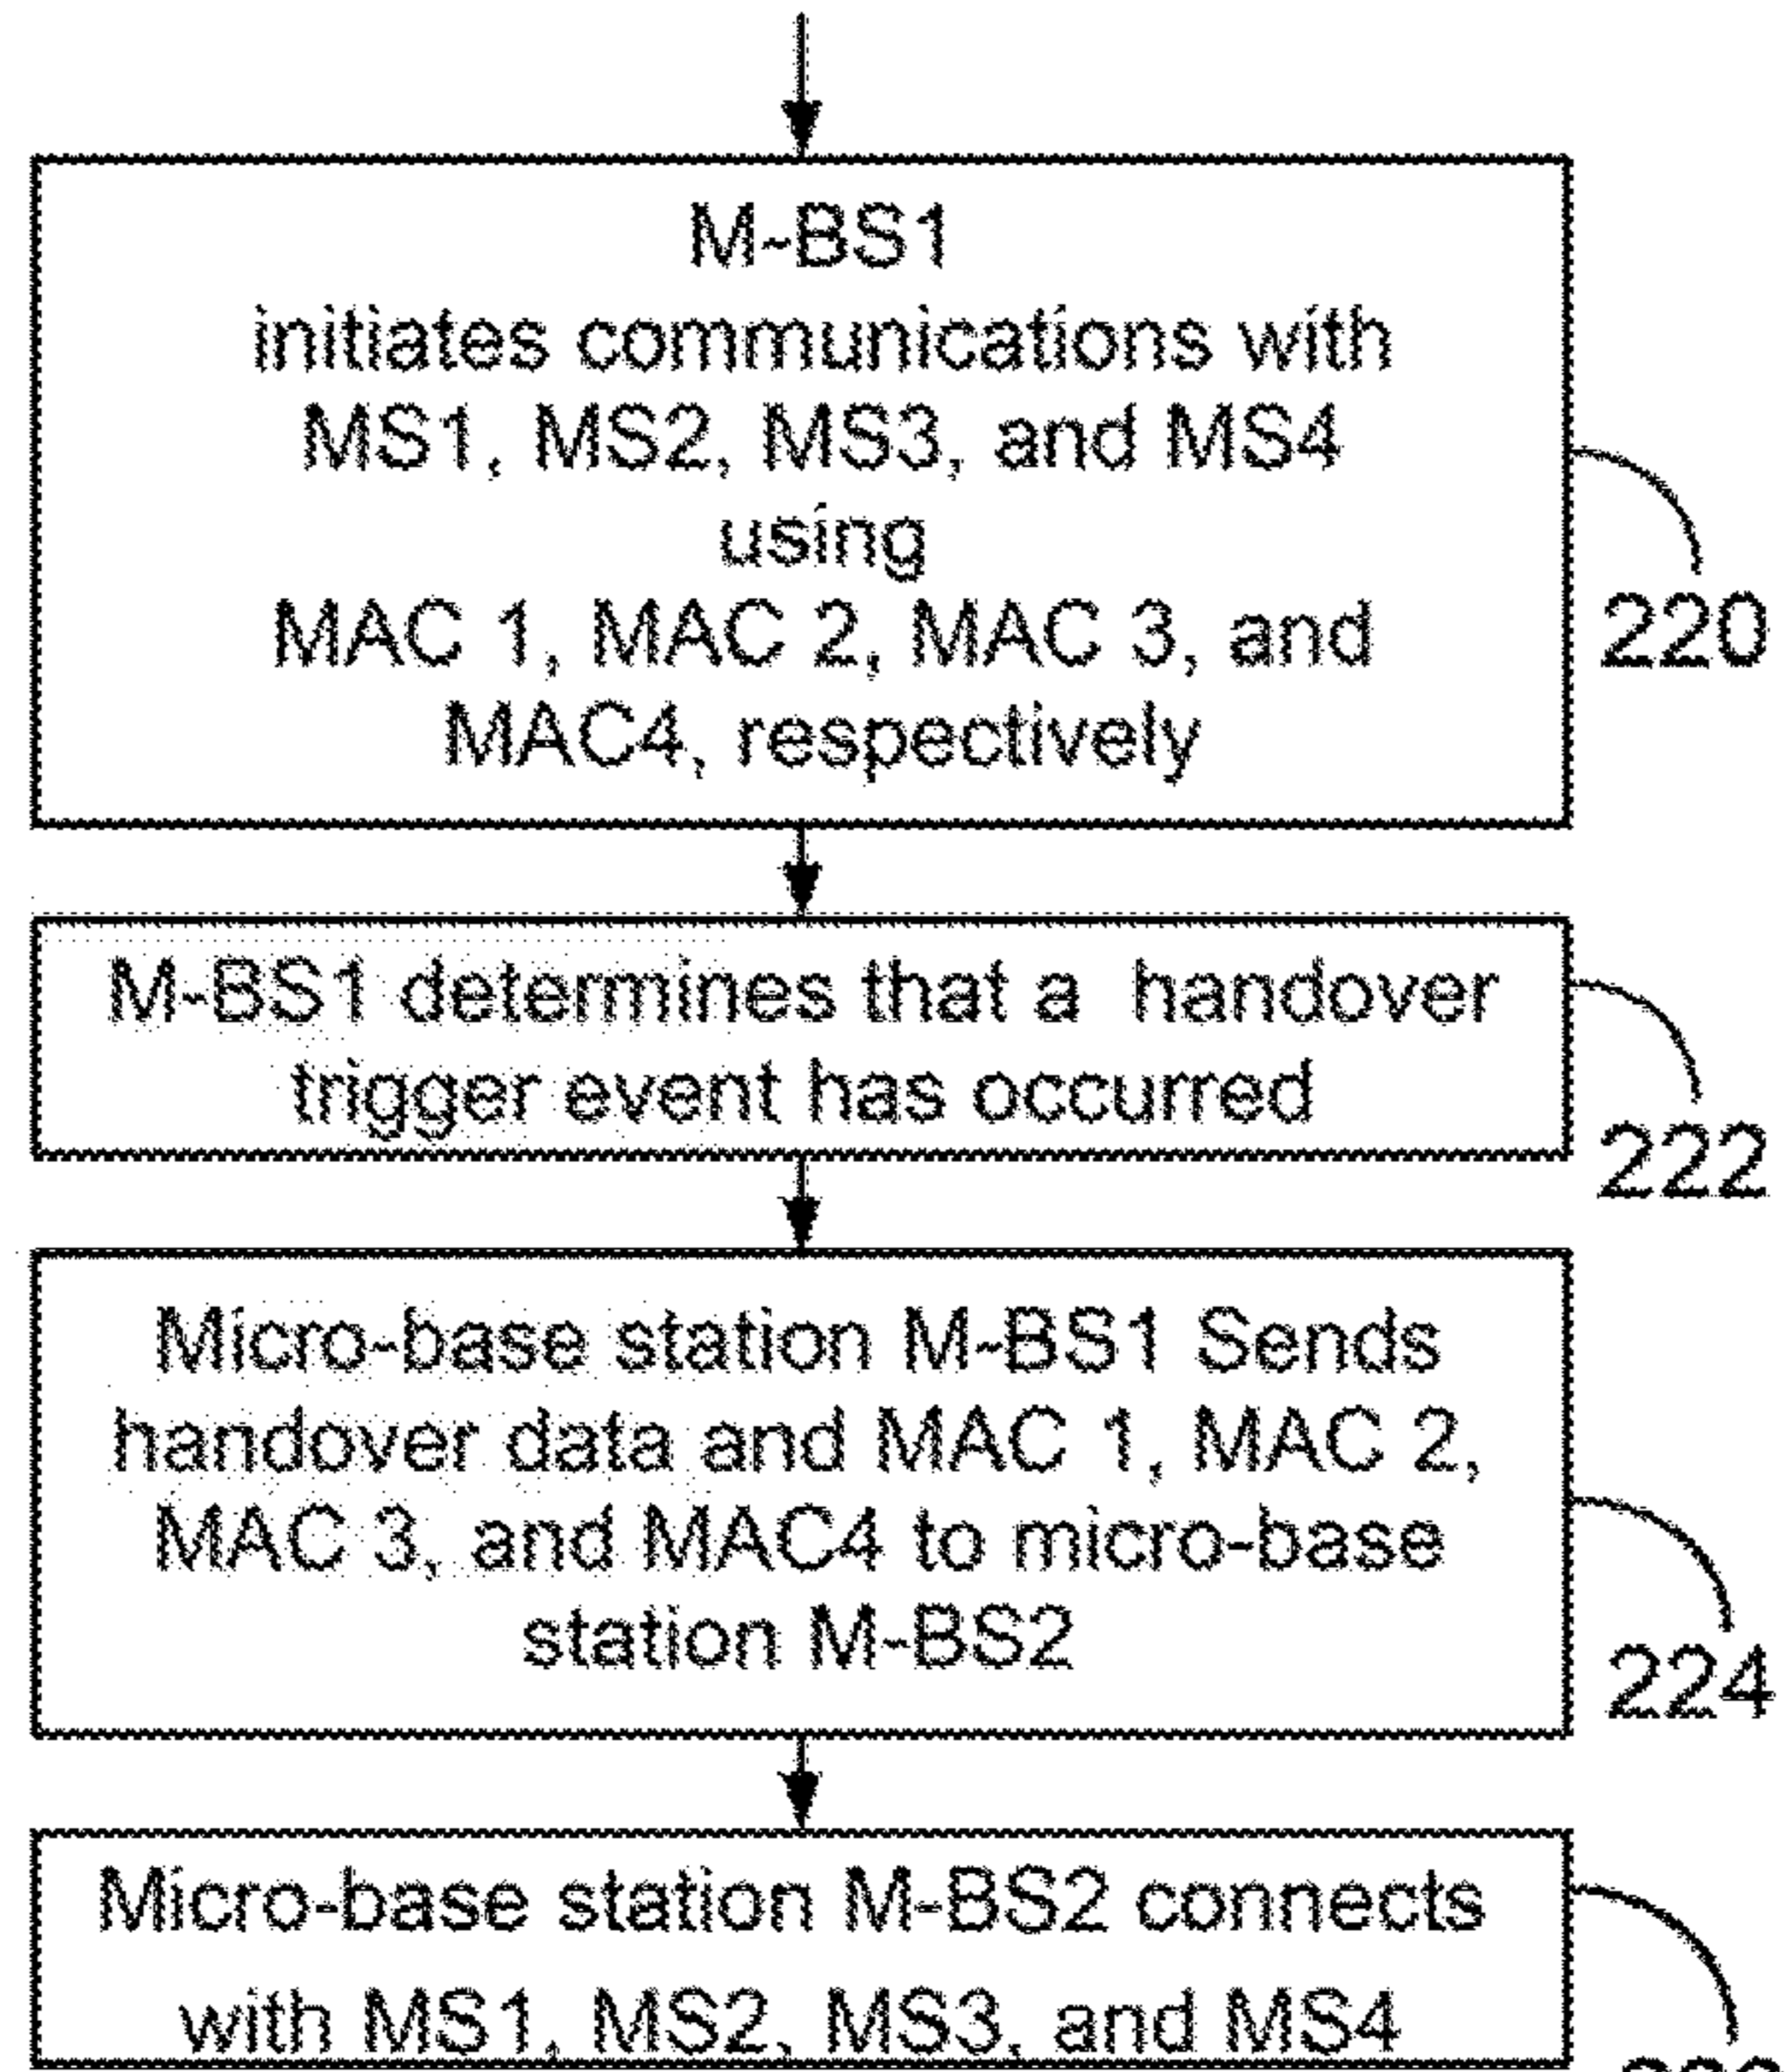 M-BS1
initiates communications with
MS1, MS2, MS3, and MS4
using
MAC 1, MAC 2, MAC 3, and
MAC4, respectively
220
M-BS1 determines that a handover
trigger event has occurred
222
Micro-base station M-BS1 Sends
handover data and MAC 1, MAC 2,
MAC 3, and MAC4 to micro-base
station M-BS2
224
Micro-base station M-BS2 connects
with MS1, MS2, MS3, and MS4